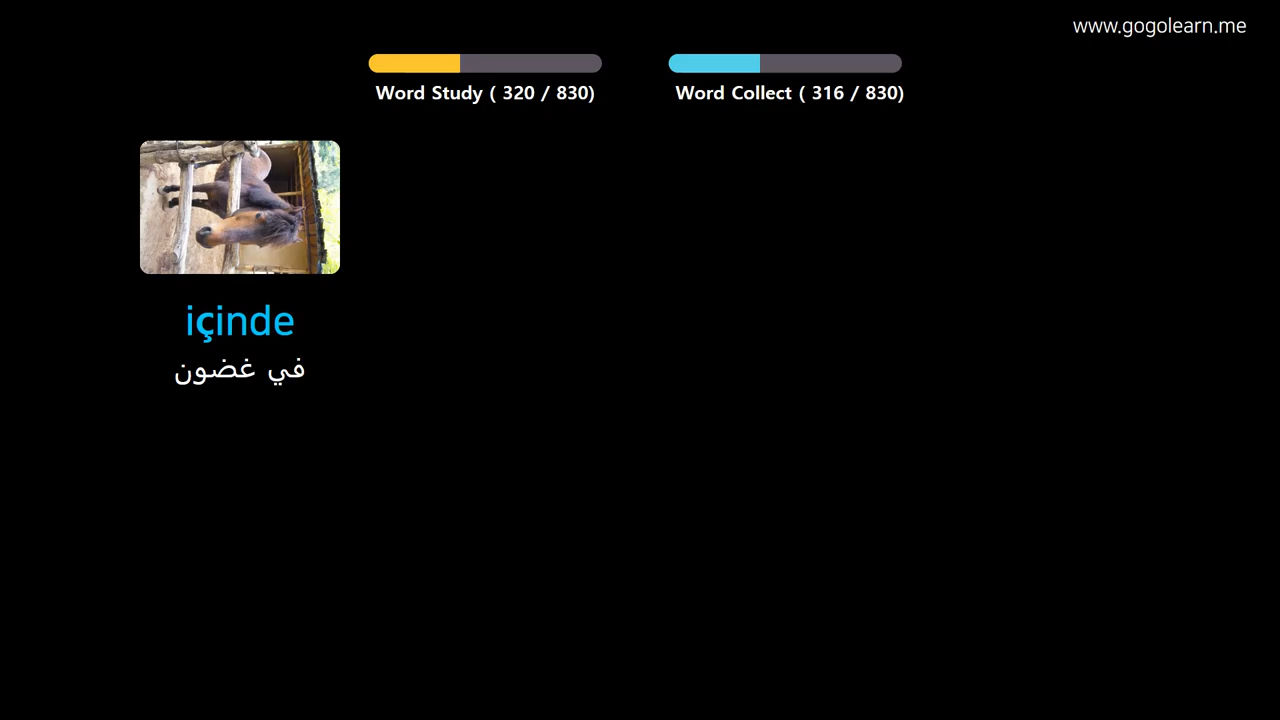 www.gogolearn.me
Word Study ( 320 / 830)
Word Collect ( 316 / 830)
içinde
في غضون